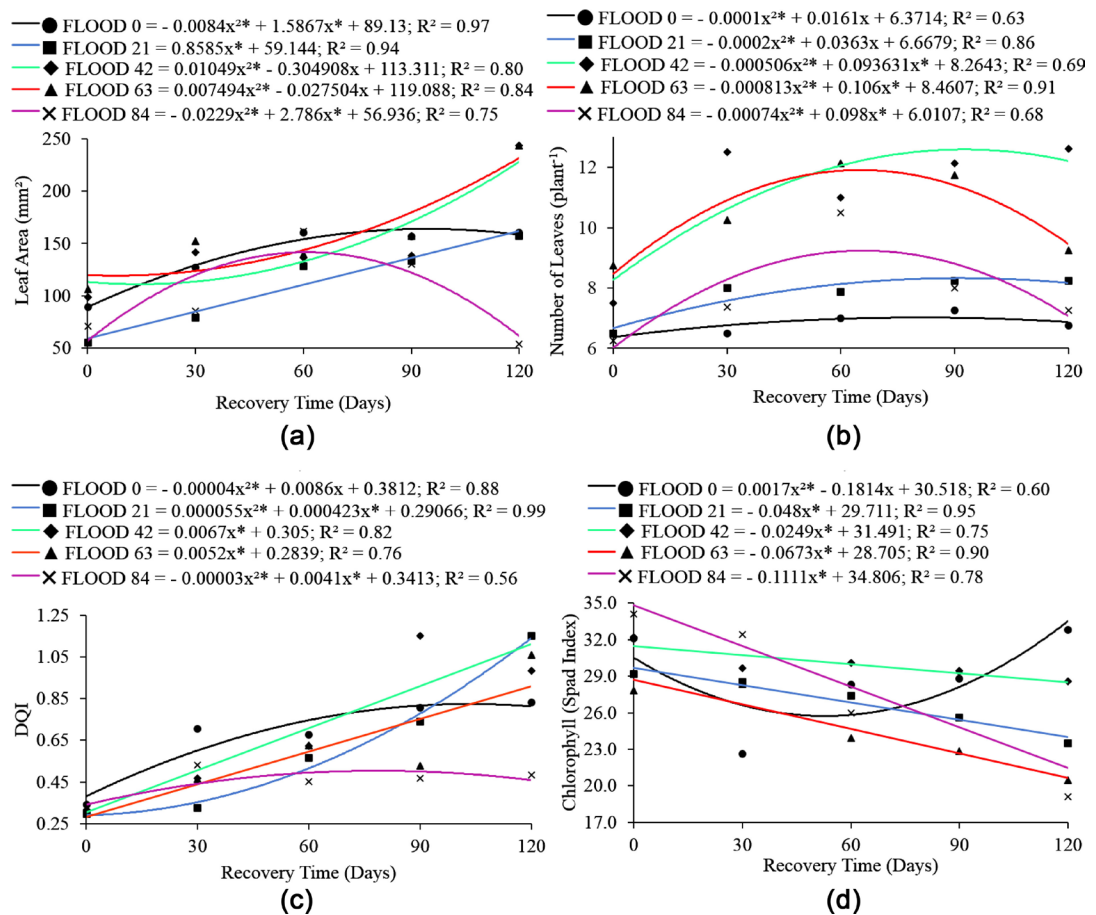 FLOOD 0 = - 0.0084x²* + 1.5867x* + 89.13; R² = 0.97
FLOOD 21 = 0.8585x* + 59.144; R² = 0.94
FLOOD 42 = 0.01049x²* - 0.304908x + 113.311; R² = 0.80
FLOOD 63 = 0.007494x²* - 0.027504x + 119.088; R² = 0.84
FLOOD 84 = - 0.0229x²* + 2.786x* + 56.936; R² = 0.75
250
200
150
100
50
Leaf Area (mm²)
0 30 60 90 120
Recovery Time (Days)
(a)
FLOOD 0 = - 0.0001x²* + 0.0161x + 6.3714; R² = 0.63
FLOOD 21 = - 0.0002x²* + 0.0363x + 6.6679; R² = 0.86
FLOOD 42 = -0.000506x²* + 0.093631x* + 8.2643; R² = 0.69
FLOOD 63 = -0.000813x²* + 0.106x* + 8.4607; R² = 0.91
FLOOD 84 = -0.00074x²* + 0.098x* + 6.0107; R² = 0.68
12
10
8
6
Number of Leaves (plant⁻¹)
0 30 60 90 120
Recovery Time (Days)
(b)
FLOOD 0 = - 0.00004x²* + 0.0086x + 0.3812; R² = 0.88
FLOOD 21 = 0.000055x²* + 0.000423x* + 0.29066; R² = 0.99
FLOOD 42 = 0.0067x* + 0.305; R² = 0.82
FLOOD 63 = 0.0052x* + 0.2839; R² = 0.76
FLOOD 84 = - 0.00003x²* + 0.0041x* + 0.3413; R² = 0.56
1.25
1.05
0.85
0.65
0.45
0.25
DQI
0 30 60 90 120
Recovery Time (Days)
(c)
FLOOD 0 = 0.0017x²* - 0.1814x + 30.518; R² = 0.60
FLOOD 21 = -0.048x* + 29.711; R² = 0.95
FLOOD 42 = - 0.0249x* + 31.491; R² = 0.75
FLOOD 63 = -0.0673x* + 28.705; R² = 0.90
FLOOD 84 = -0.1111x* + 34.806; R² = 0.78
35.0
32.0
29.0
26.0
23.0
20.0
17.0
Chlorophyll (Spad Index)
0 30 60 90 120
Recovery Time (Days)
(d)